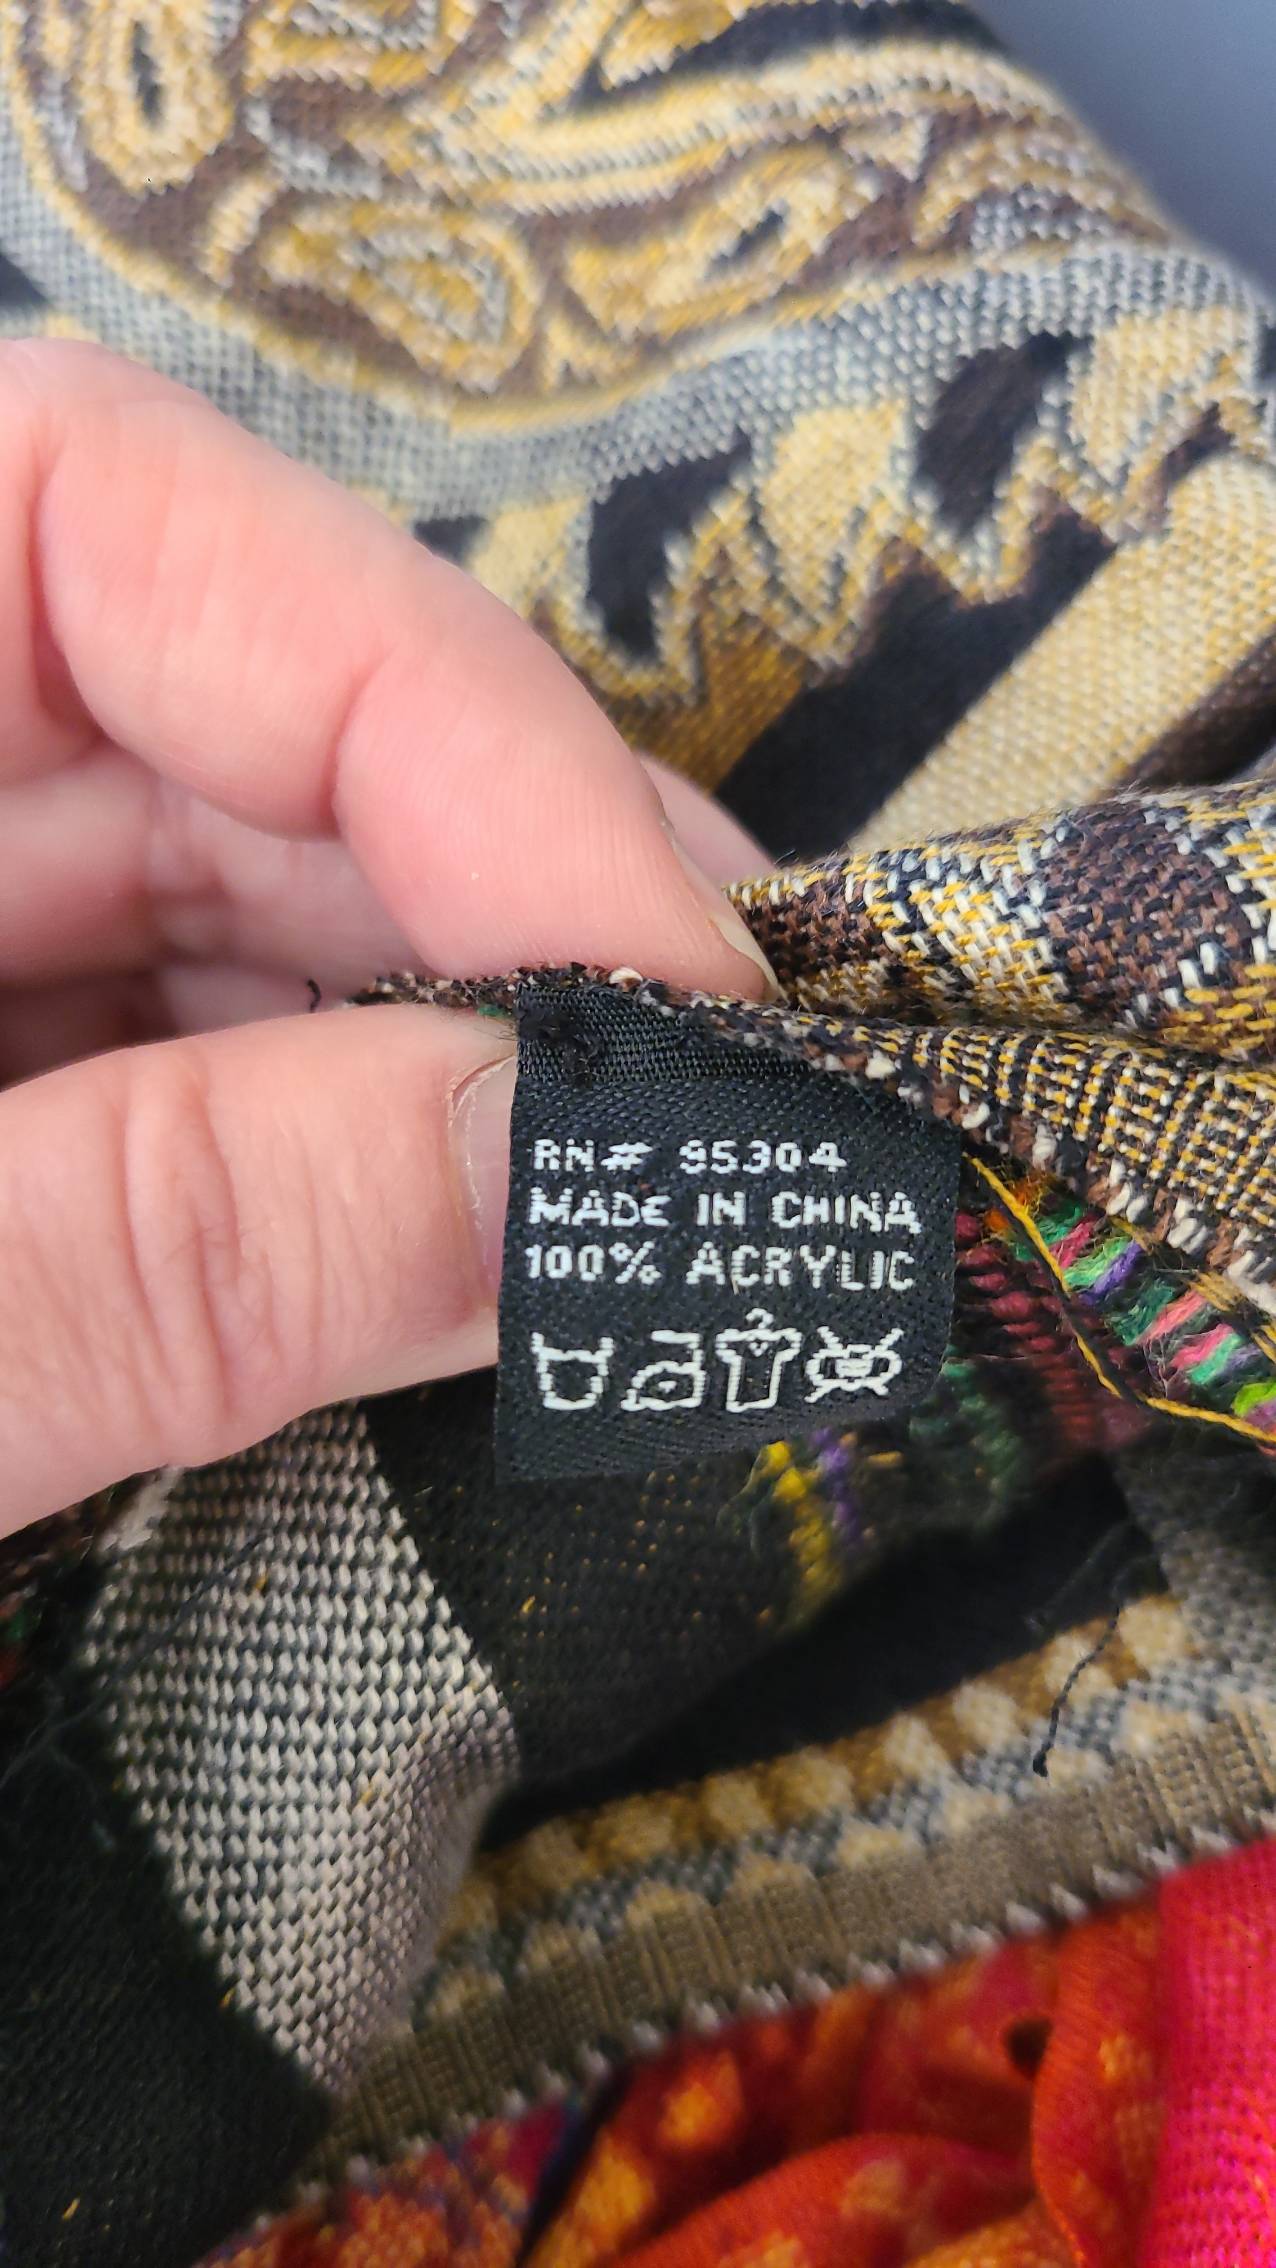 RN# 95304
MADE IN CHINA
100% ACRYLIC